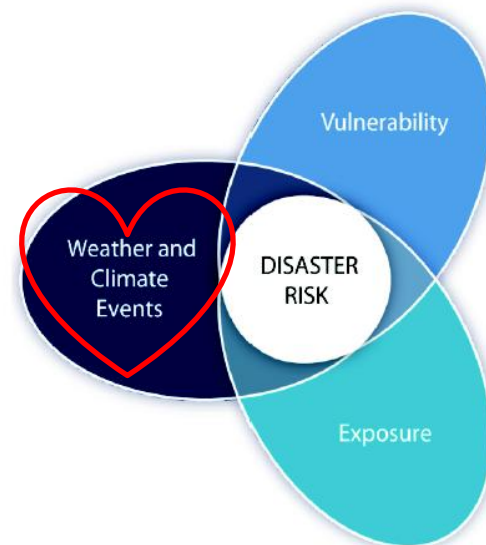 Vulnerability
Weather and
Climate
Events
DISASTER
RISK
Exposure